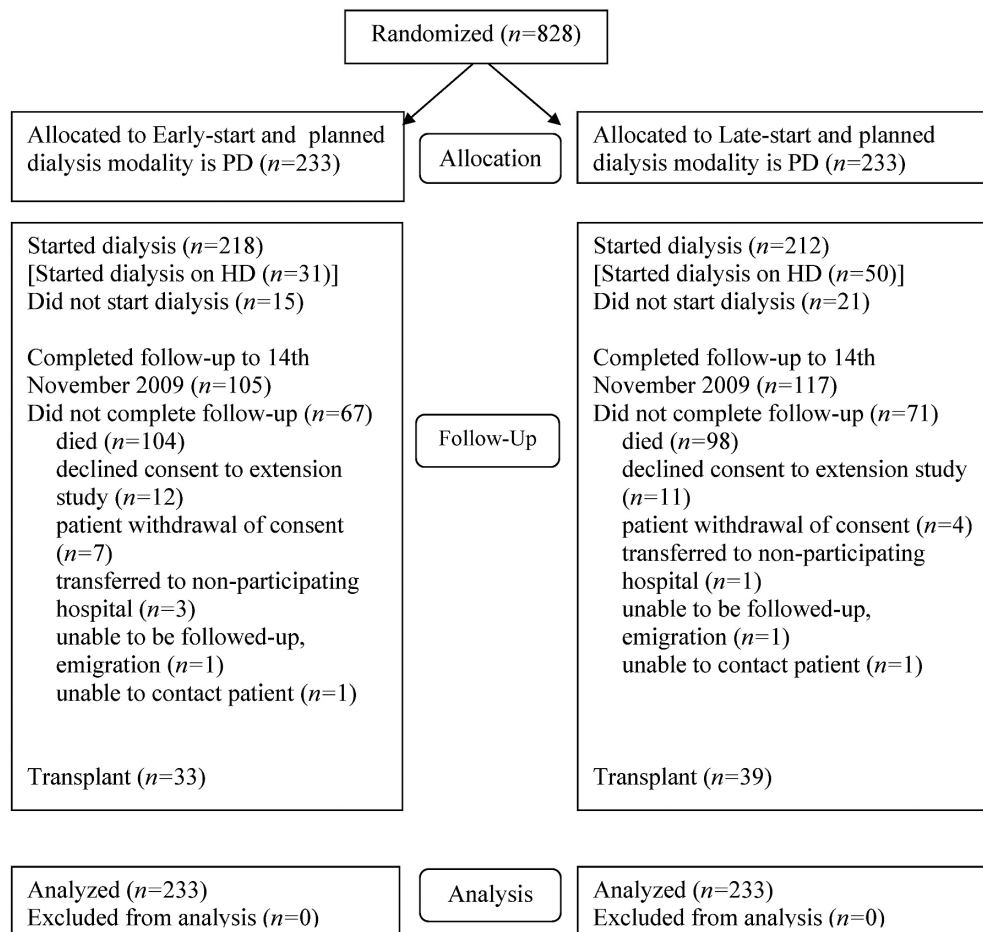 Randomized (n=828)
Allocated to Early-start and planned
dialysis modality is PD (n=233)
Allocation
Allocated to Late-start and planned
dialysis modality is PD (n=233)
Started dialysis (n=218)
[Started dialysis on HD (n=31)]
Did not start dialysis (n=15)
Completed follow-up to 14th
November 2009 (n=105)
Did not complete follow-up (n=67)
died (n=104)
declined consent to extension
study (n=12)
patient withdrawal of consent
(n=7)
transferred to non-participating
hospital (n=3)
unable to be followed-up,
emigration (n=1)
unable to contact patient (n=1)
Transplant (n=33)
Follow-Up
Started dialysis (n=212)
[Started dialysis on HD (n=50)]
Did not start dialysis (n=21)
Completed follow-up to 14th
November 2009 (n=117)
Did not complete follow-up (n=71)
died (n=98)
declined consent to extension study
(n=11)
patient withdrawal of consent (n=4)
transferred to non-participating
hospital (n=1)
unable to be followed-up,
emigration (n=1)
unable to contact patient (n=1)
Transplant (n=39)
Analyzed (n=233)
Excluded from analysis (n=0)
Analysis
Analyzed (n=233)
Excluded from analysis (n=0)